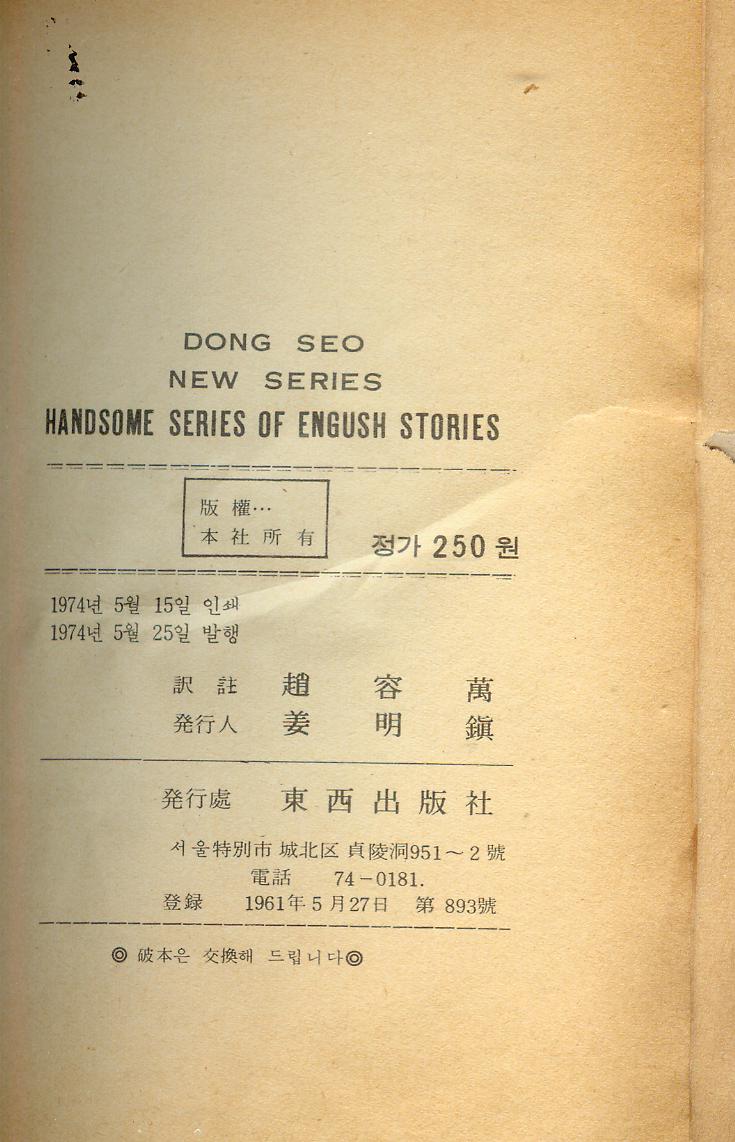 DONG SEO
NEW SERIES
HANDSOME SERIES OF ENGUSH STORIES
版 權…
本 社 所 有
정가 250 원
1974년 5월 15일 인쇄
1974년 5월 25일 발행
訳 註 趙 容 萬
発行人 姜 明 鎭
発行處 東 西 出 版 社
서울特別市 城北区 貞陵洞951～2 號
電話 74-0181.
登録 1961年 5 月 27日 第 893號
◎ 破本은 交換해 드립니다◎